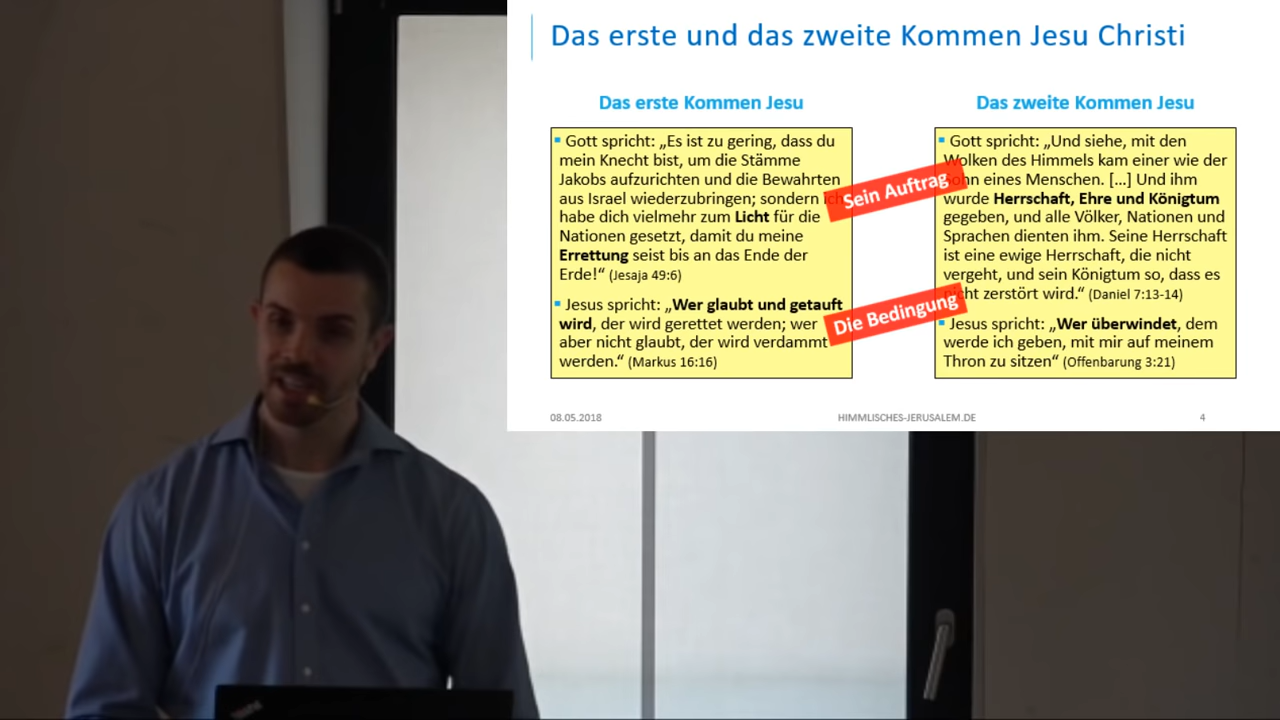 Das erste und das zweite Kommen Jesu Christi
Das erste Kommen Jesu
▪ Gott spricht: „Es ist zu gering, dass du
mein Knecht bist, um die Stämme
Jakobs aufzurichten und die Bewahrten
aus Israel wiederzubringen; sondern ich
habe dich vielmehr zum Licht für die
Nationen gesetzt, damit du meine
Errettung seist bis an das Ende der
Erde!“ (Jesaja 49:6)
▪ Jesus spricht: „Wer glaubt und getauft
wird, der wird gerettet werden; wer
aber nicht glaubt, der wird verdammt
werden.“ (Markus 16:16)
Sein Auftrag
Die Bedingung
Das zweite Kommen Jesu
▪ Gott spricht: „Und siehe, mit den
Wolken des Himmels kam einer wie der
Sohn eines Menschen. [...] Und ihm
wurde Herrschaft, Ehre und Königtum
gegeben, und alle Völker, Nationen und
Sprachen dienten ihm. Seine Herrschaft
ist eine ewige Herrschaft, die nicht
vergeht, und sein Königtum so, dass es
nicht zerstört wird.“ (Daniel 7:13-14)
▪ Jesus spricht: „Wer überwindet, dem
werde ich geben, mit mir auf meinem
Thron zu sitzen“ (Offenbarung 3:21)
08.05.2018
HIMMLISCHES-JERUSALEM.DE
4